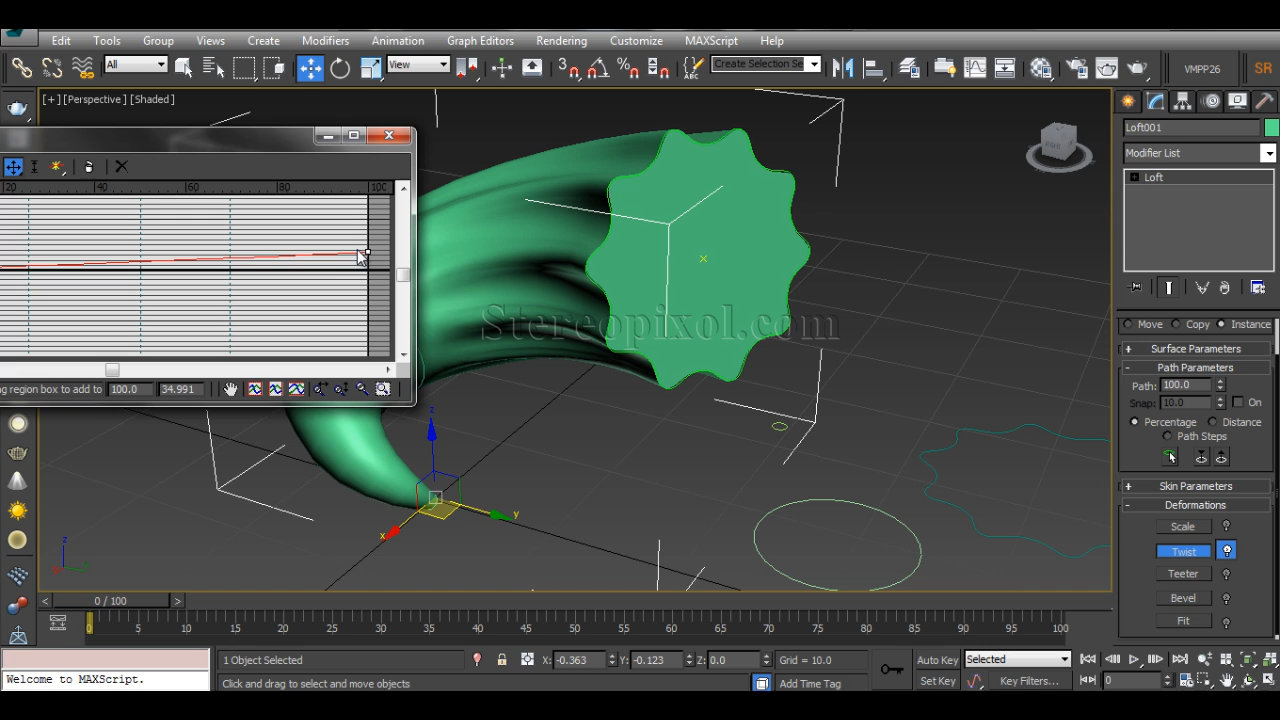 Edit Tools Group Views Create Modifiers Animation Graph Editors Rendering Customize MAXScript Help
All View Create Selection Se VMPP26 SR
[+] [Perspective] [Shaded]
Loft001
Modifier List
Loft
20 40 60 80 100
Stereopixol.com
Move Copy Instance
Surface Parameters
Path Parameters
Path: 100.0
Snap: 10.0 On
Percentage Distance
Path Steps
Skin Parameters
Deformations
Scale
Twist
Teeter
Bevel
Fit
g region box to add to 100.0 34.991
z
y
x
z
0 / 100
0 5 10 15 20 25 30 35 40 45 50 55 60 65 70 75 80 85 90 95 100
1 Object Selected X: -0.363 Y: -0.123 Z: 0.0 Grid = 10.0 Auto Key Selected
Welcome to MAXScript. Click and drag to select and move objects Add Time Tag Set Key Key Filters... 0